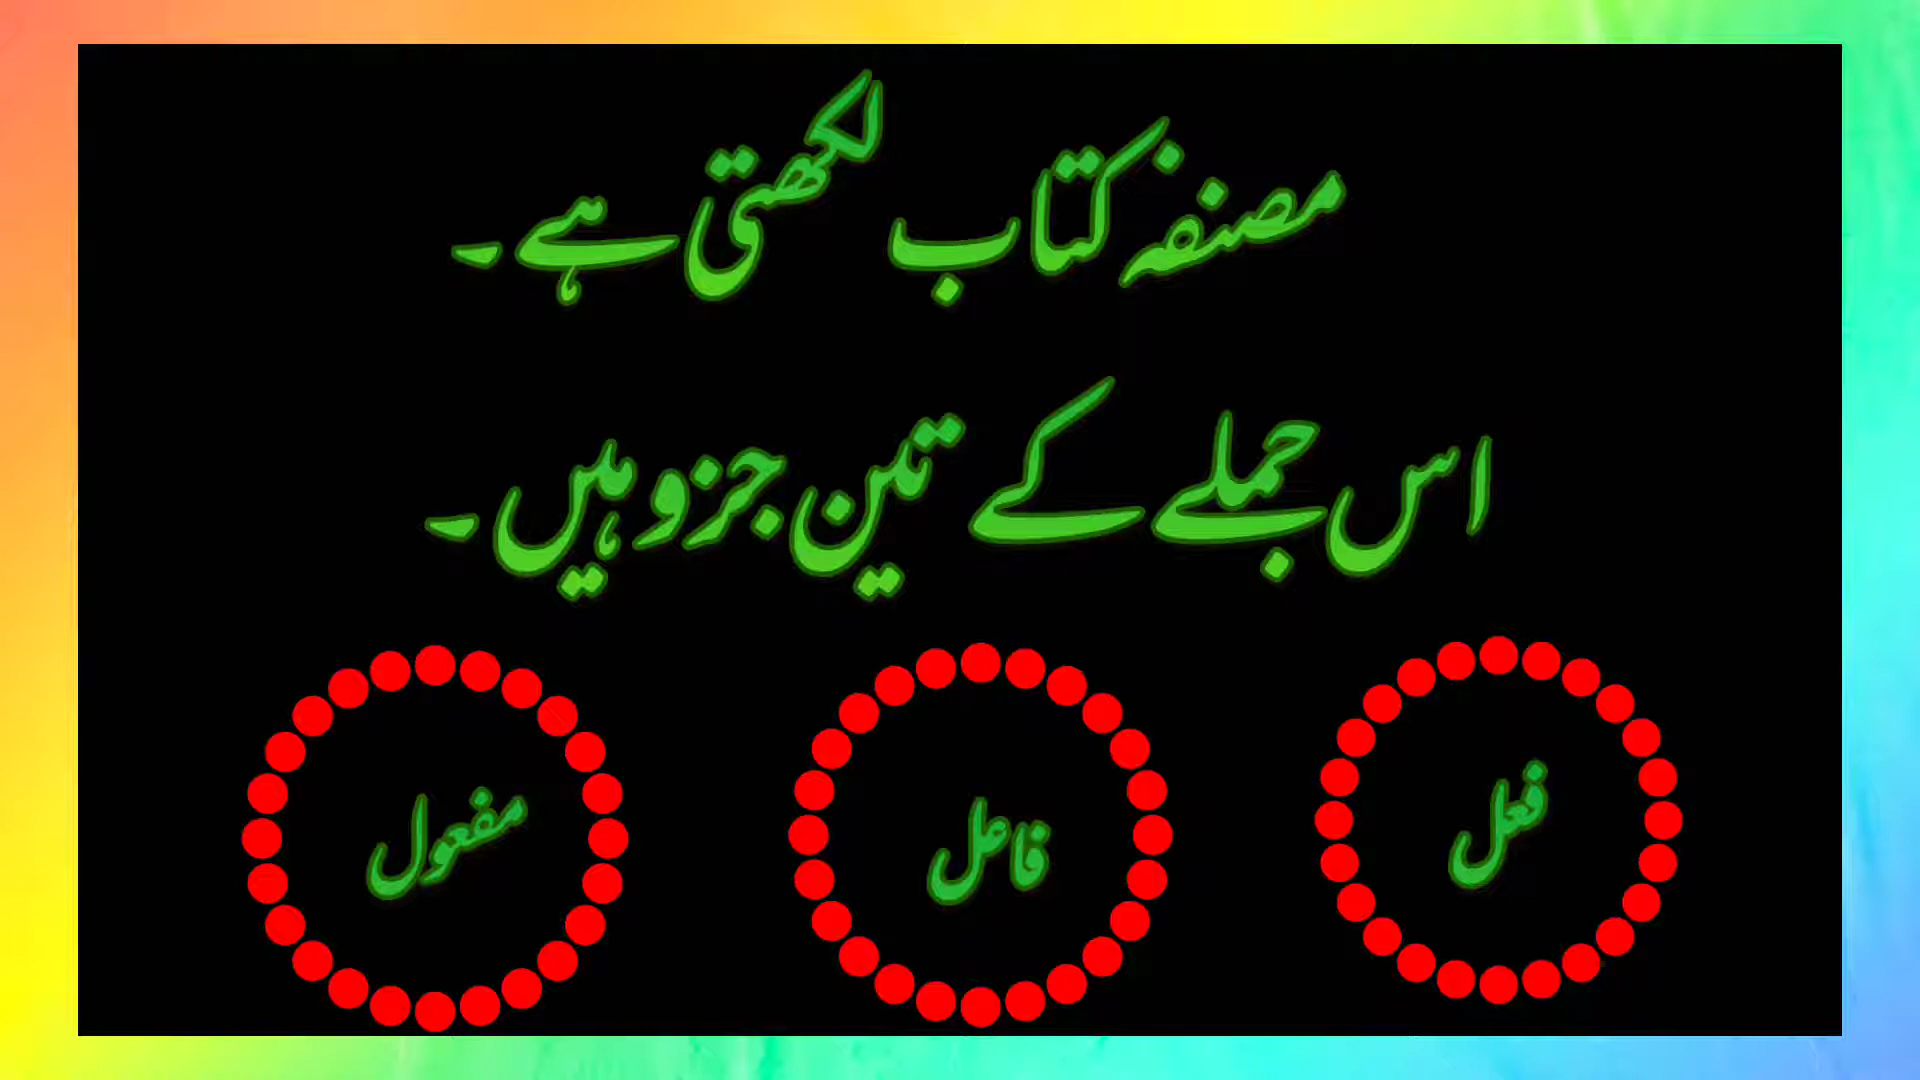 مصنفہ کتاب لکھتی ہے۔
اس جملے کے تین جزو ہیں۔
فعل
فاعل
مفعول